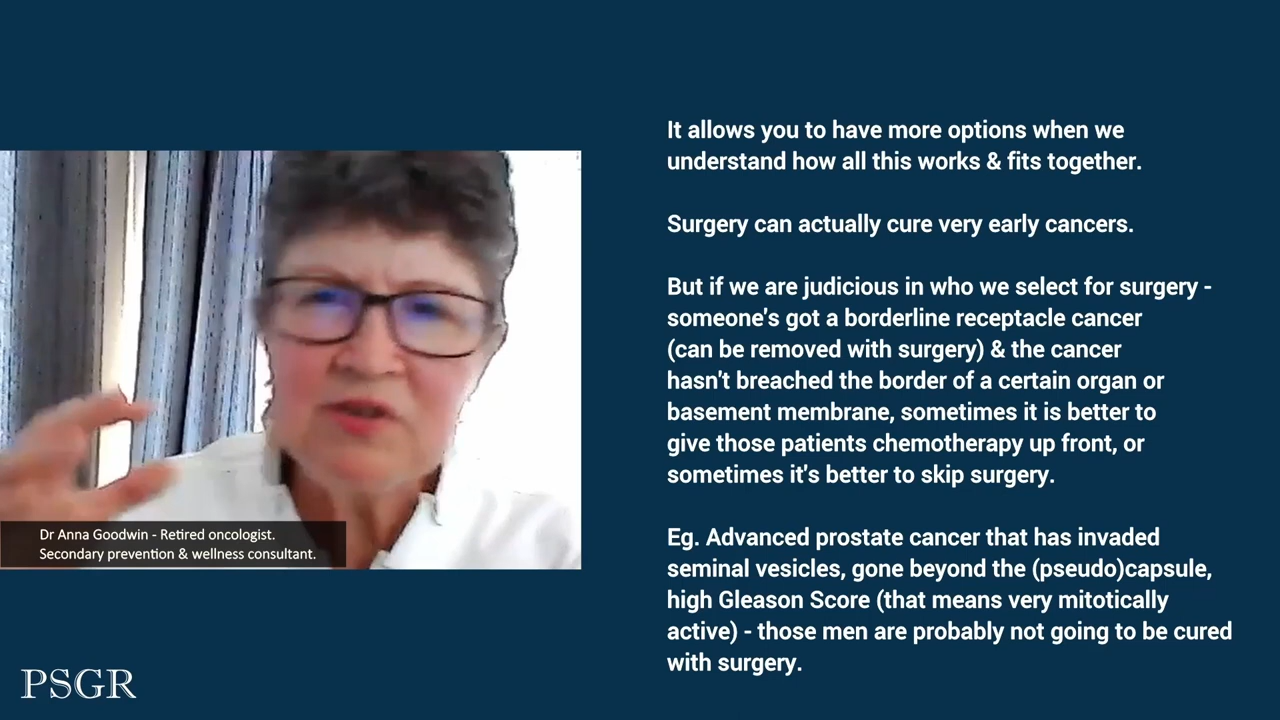 It allows you to have more options when we
understand how all this works & fits together.
Surgery can actually cure very early cancers.
But if we are judicious in who we select for surgery -
someone's got a borderline receptacle cancer
(can be removed with surgery) & the cancer
hasn't breached the border of a certain organ or
basement membrane, sometimes it is better to
give those patients chemotherapy up front, or
sometimes it's better to skip surgery.
Eg. Advanced prostate cancer that has invaded
seminal vesicles, gone beyond the (pseudo)capsule,
high Gleason Score (that means very mitotically
active) - those men are probably not going to be cured
with surgery.
Dr Anna Goodwin - Retired oncologist.
Secondary prevention & wellness consultant.
PSGR